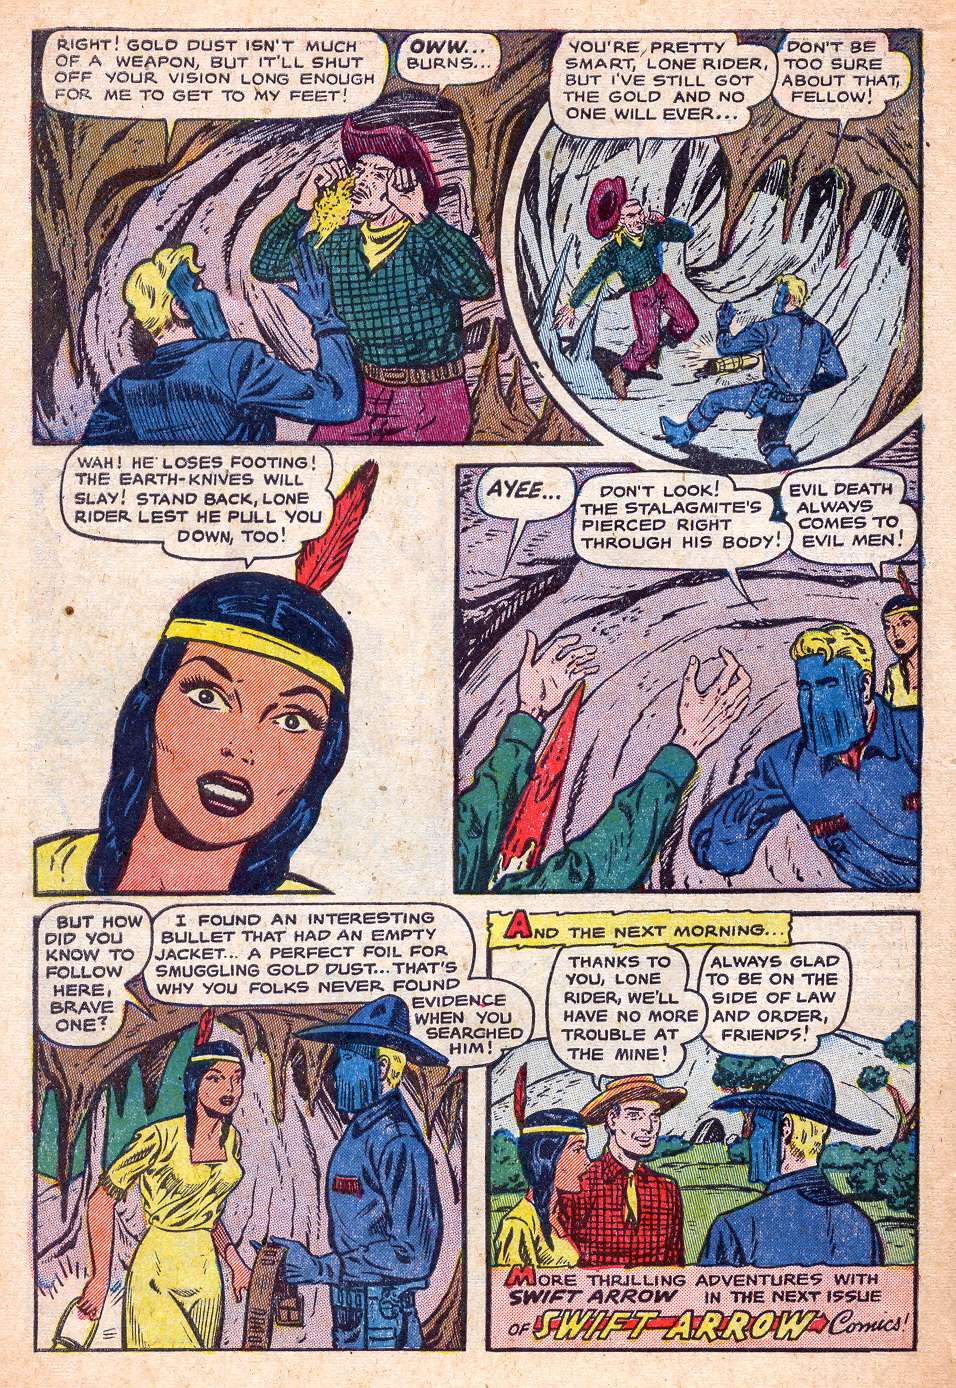 RIGHT! GOLD DUST ISN'T MUCH
OF A WEAPON, BUT IT'LL SHUT
OFF YOUR VISION LONG ENOUGH
FOR ME TO GET TO MY FEET!
OWW...
BURNS...
YOU'RE PRETTY
SMART, LONE RIDER,
BUT I'VE STILL GOT
THE GOLD AND NO
ONE WILL EVER...
DON'T BE
TOO SURE
ABOUT THAT,
FELLOW!
WAH! HE LOSES FOOTING!
THE EARTH-KNIVES WILL
SLAY! STAND BACK, LONE
RIDER LEST HE PULL YOU
DOWN, TOO!
AYEE...
DON'T LOOK!
THE STALAGMITE'S
PIERCED RIGHT
THROUGH HIS BODY!
EVIL DEATH
ALWAYS
COMES TO
EVIL MEN!
BUT HOW
DID YOU
KNOW TO
FOLLOW
HERE,
BRAVE
ONE?
I FOUND AN INTERESTING
BULLET THAT HAD AN EMPTY
JACKET... A PERFECT FOIL FOR
SMUGGLING GOLD DUST... THAT'S
WHY YOU FOLKS NEVER FOUND
EVIDENCE
WHEN YOU
SEARCHED
HIM!
AND THE NEXT MORNING...
THANKS TO
YOU, LONE
RIDER, WE'LL
HAVE NO MORE
TROUBLE AT
THE MINE!
ALWAYS GLAD
TO BE ON THE
SIDE OF LAW
AND ORDER,
FRIENDS!
MORE THRILLING ADVENTURES WITH
SWIFT ARROW IN THE NEXT ISSUE
OF SWIFT ARROW Comics!